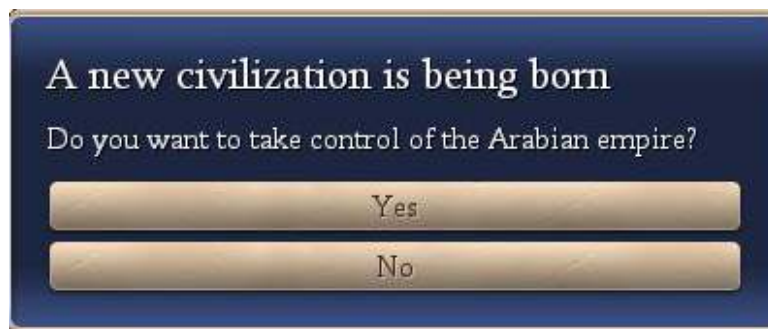 A new civilization is being born
Do you want to take control of the Arabian empire?
Yes
No